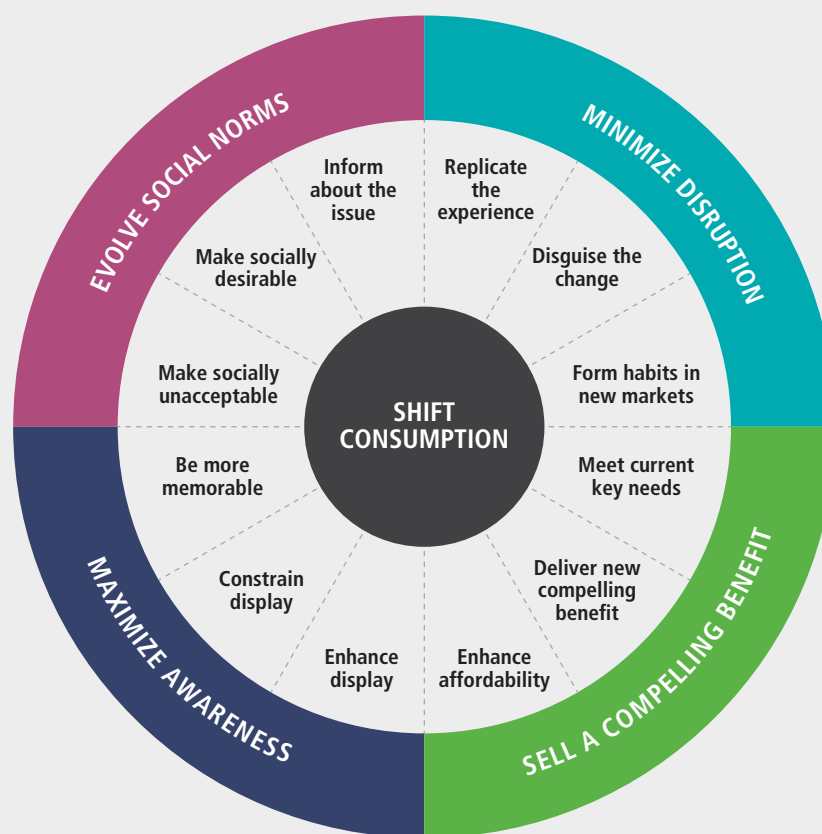 EVOLVE SOCIAL NORMS
MINIMIZE DISRUPTION
Inform
about the
issue
Replicate
the
experience
Make socially
desirable
Disguise the
change
Make socially
unacceptable
Form habits in
new markets
SHIFT
CONSUMPTION
Be more
memorable
Meet current
key needs
Constrain
display
Deliver new
compelling
benefit
Enhance
display
Enhance
affordability
MAXIMIZE AWARENESS
SELL A COMPELLING BENEFIT